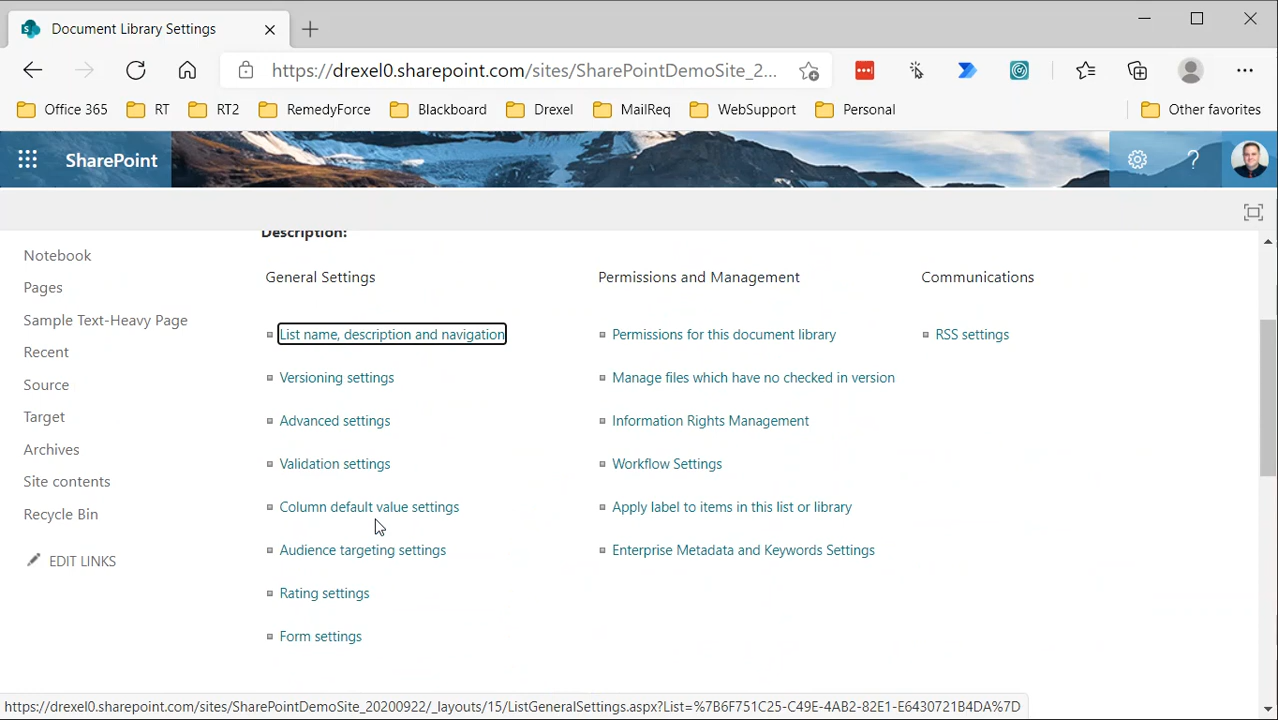 Document Library Settings
https://drexel0.sharepoint.com/sites/SharePointDemoSite_2...
Office 365
RT
RT2
RemedyForce
Blackboard
Drexel
MailReq
WebSupport
Personal
Other favorites
SharePoint
Notebook
Pages
Sample Text-Heavy Page
Recent
Source
Target
Archives
Site contents
Recycle Bin
EDIT LINKS
Description:
General Settings
List name, description and navigation
Versioning settings
Advanced settings
Validation settings
Column default value settings
Audience targeting settings
Rating settings
Form settings
Permissions and Management
Permissions for this document library
Manage files which have no checked in version
Information Rights Management
Workflow Settings
Apply label to items in this list or library
Enterprise Metadata and Keywords Settings
Communications
RSS settings
https://drexel0.sharepoint.com/sites/SharePointDemoSite_20200922/_layouts/15/ListGeneralSettings.aspx?List=%7B6F751C25-C49E-4AB2-82E1-E6430721B4DA%7D